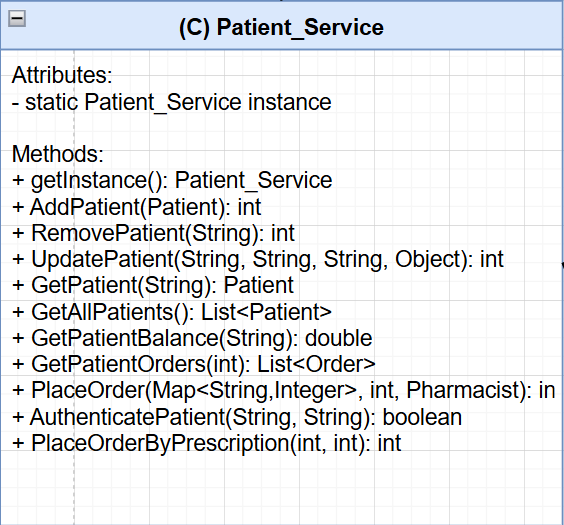 (C) Patient_Service
Attributes:
- static Patient_Service instance
Methods:
+ getInstance(): Patient_Service
+ AddPatient(Patient): int
+ RemovePatient(String): int
+ UpdatePatient(String, String, String, Object): int
+ GetPatient(String): Patient
+ GetAllPatients(): List<Patient>
+ GetPatientBalance(String): double
+ GetPatientOrders(int): List<Order>
+ PlaceOrder(Map<String,Integer>, int, Pharmacist): in
+ AuthenticatePatient(String, String): boolean
+ PlaceOrderByPrescription(int, int): int